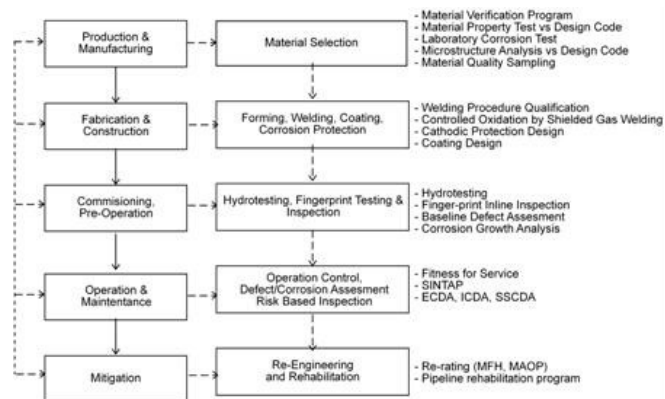 Production &
Manufacturing
Material Selection
- Material Verification Program
- Material Property Test vs Design Code
- Laboratory Corrosion Test
- Microstructure Analysis vs Design Code
- Material Quality Sampling
Fabrication &
Construction
Forming, Welding, Coating,
Corrosion Protection
- Welding Procedure Qualification
- Controlled Oxidation by Shielded Gas Welding
- Cathodic Protection Design
- Coating Design
Commisioning,
Pre-Operation
Hydrotesting, Fingerprint Testing &
Inspection
- Hydrotesting
- Finger-print Inline Inspection
- Baseline Defect Assesment
- Corrosion Growth Analysis
Operation &
Maintentance
Operation Control,
Defect/Corrosion Assesment
Risk Based Inspection
- Fitness for Service
- SINTAP
- ECDA, ICDA, SSCDA
Mitigation
Re-Engineering
and Rehabilitation
- Re-rating (MFH, MAOP)
- Pipeline rehabilitation program